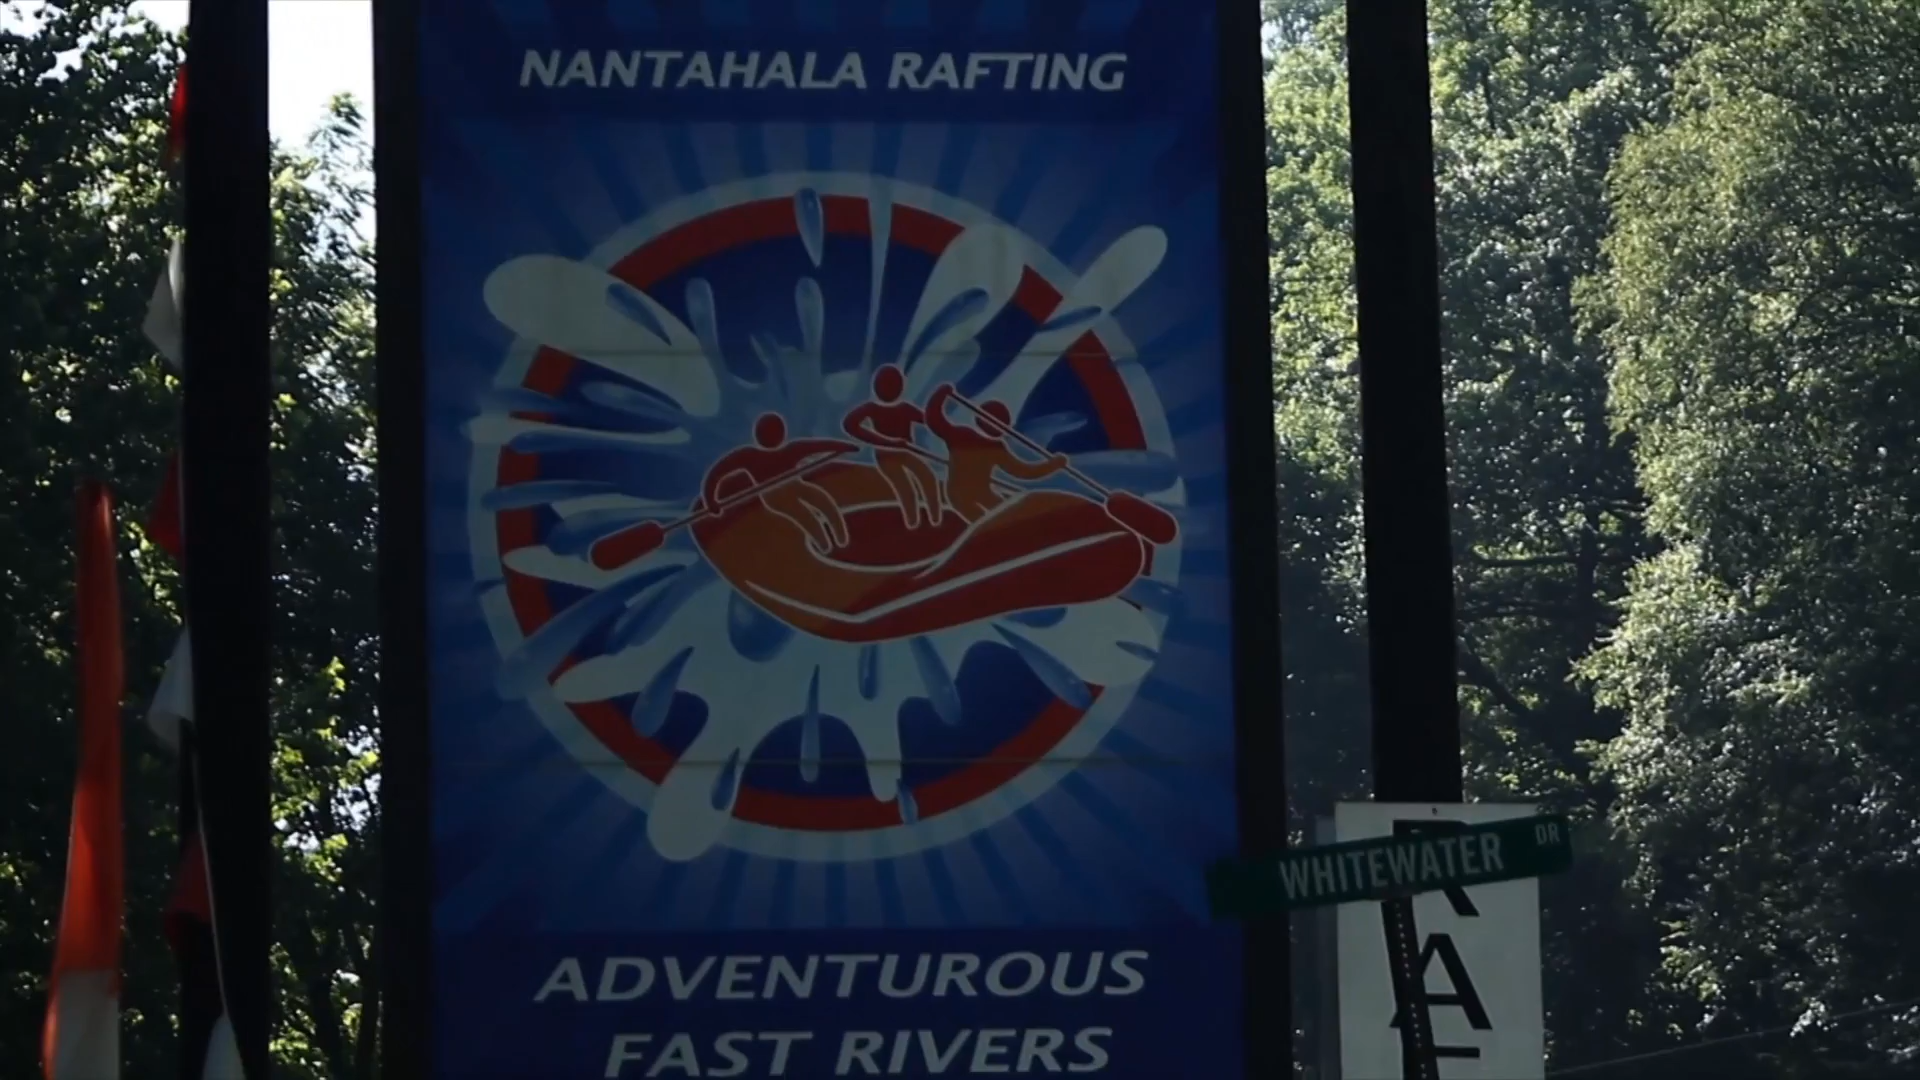 NANTAHALA RAFTING
ADVENTUROUS
FAST RIVERS
WHITEWATER DR